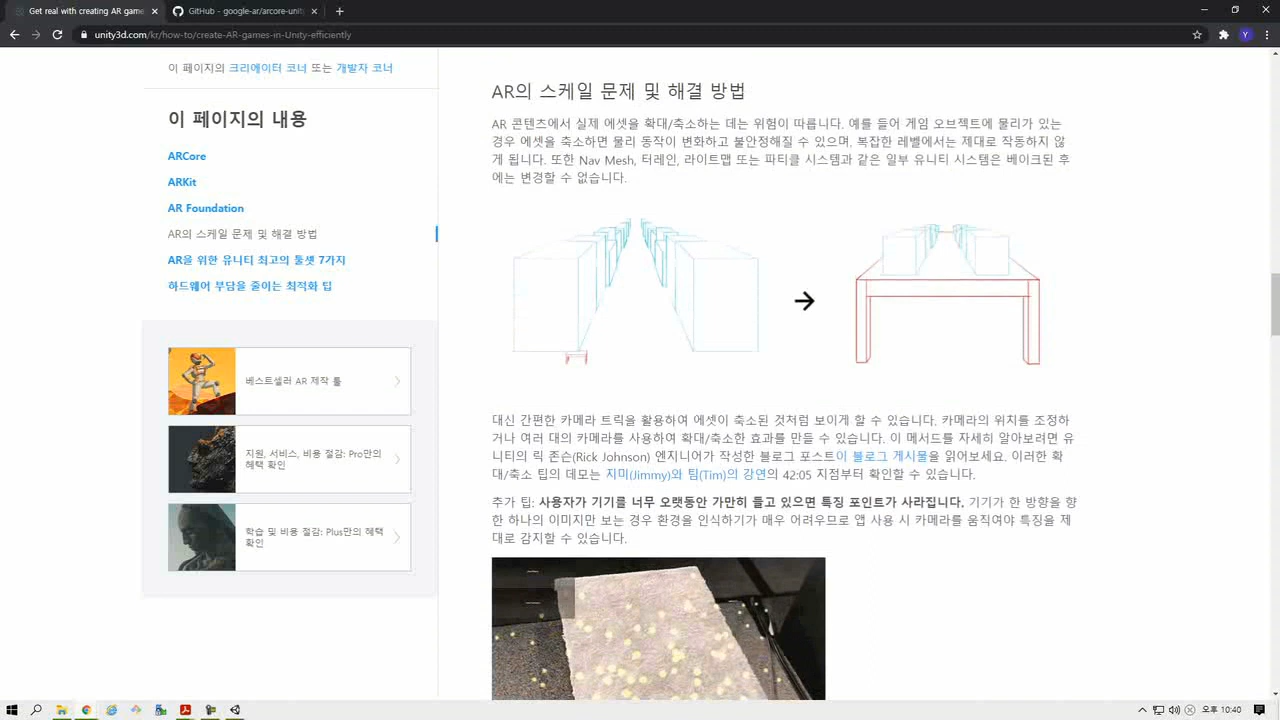 Get real with creating AR game
GitHub - google-ar/arcore-unity
unity3d.com/kr/how-to/create-AR-games-in-Unity-efficiently
Y
이 페이지의 크리에이터 코너 또는 개발자 코너
이 페이지의 내용
ARCore
ARKit
AR Foundation
AR의 스케일 문제 및 해결 방법
AR을 위한 유니티 최고의 툴셋 7가지
하드웨어 부담을 줄이는 최적화 팁
베스트셀러 AR 제작 툴
지원, 서비스, 비용 절감: Pro만의
혜택 확인
학습 및 비용 절감: Plus만의 혜택
확인
AR의 스케일 문제 및 해결 방법
AR 콘텐츠에서 실제 에셋을 확대/축소하는 데는 위험이 따릅니다. 예를 들어 게임 오브젝트에 물리가 있는
경우 에셋을 축소하면 물리 동작이 변화하고 불안정해질 수 있으며, 복잡한 레벨에서는 제대로 작동하지 않
게 됩니다. 또한 Nav Mesh, 터레인, 라이트맵 또는 파티클 시스템과 같은 일부 유니티 시스템은 베이크된 후
에는 변경할 수 없습니다.
대신 간편한 카메라 트릭을 활용하여 에셋이 축소된 것처럼 보이게 할 수 있습니다. 카메라의 위치를 조정하
거나 여러 대의 카메라를 사용하여 확대/축소한 효과를 만들 수 있습니다. 이 메서드를 자세히 알아보려면 유
니티의 릭 존슨(Rick Johnson) 엔지니어가 작성한 블로그 포스트이 블로그 게시물을 읽어보세요. 이러한 확
대/축소 팁의 데모는 지미(Jimmy)와 팀(Tim)의 강연의 42:05 지점부터 확인할 수 있습니다.
추가 팁: 사용자가 기기를 너무 오랫동안 가만히 들고 있으면 특징 포인트가 사라집니다. 기기가 한 방향을 향
한 하나의 이미지만 보는 경우 환경을 인식하기가 매우 어려우므로 앱 사용 시 카메라를 움직여야 특징을 제
대로 감지할 수 있습니다.
오후 10:40